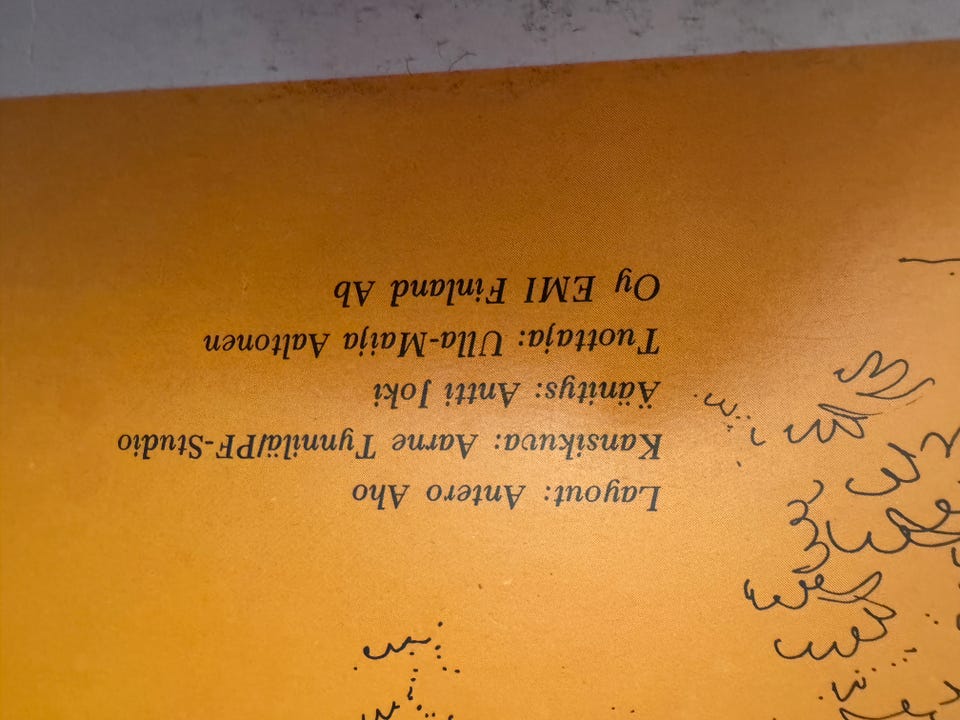 Layout: Antero Aho
Kansikuva: Aarne Tynnilä/PF-Studio
Äänitys: Antti Joki
Tuottaja: Ulla-Maija Aaltonen
Oy EMI Finland Ab